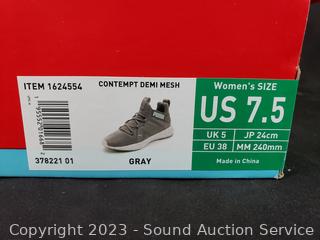 ITEM 1624554
CONTEMPT DEMI MESH
Women's SIZE
US 7.5
UK 5
JP 24cm
EU 38
MM 240mm
Made in China
378221 01
GRAY
Copyright 2023 - Sound Auction Service